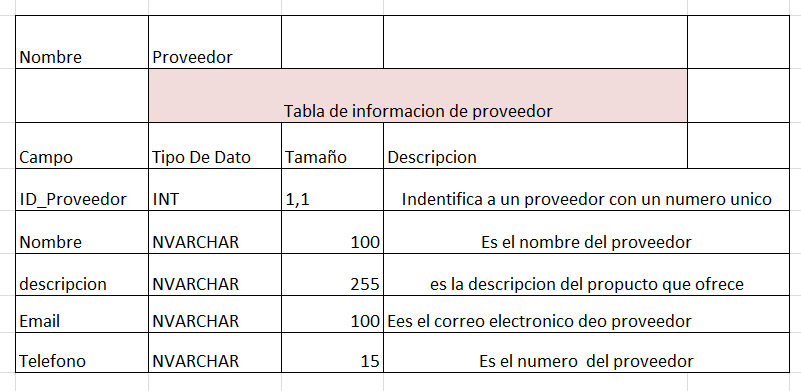 Nombre Proveedor
Tabla de informacion de proveedor
Campo Tipo De Dato Tamaño Descripcion
ID_Proveedor INT 1,1 Indentifica a un proveedor con un numero unico
Nombre NVARCHAR 100 Es el nombre del proveedor
descripcion NVARCHAR 255 es la descripcion del propucto que ofrece
Email NVARCHAR 100 Ees el correo electronico deo proveedor
Telefono NVARCHAR 15 Es el numero  del proveedor